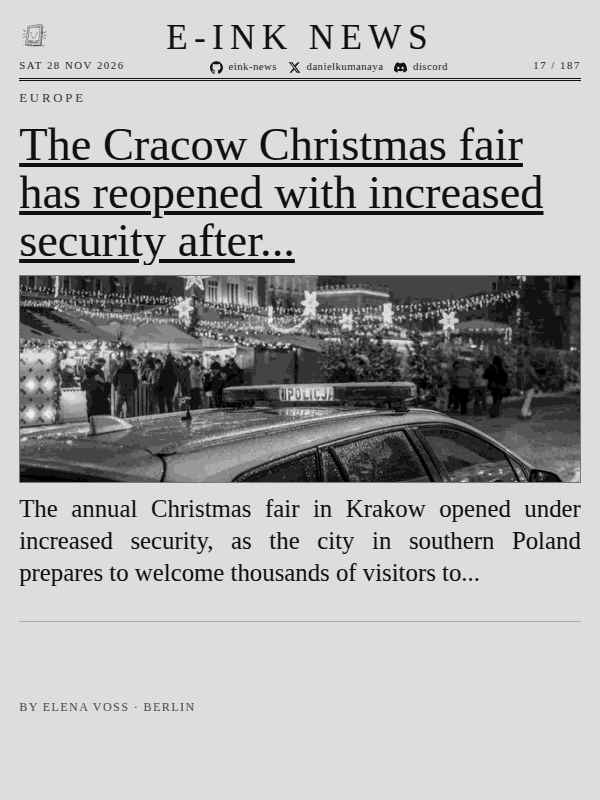 E-INK NEWS
SAT 28 NOV 2026
eink-news danielkumanaya discord
17 / 187
EUROPE
The Cracow Christmas fair
has reopened with increased
security after...
POLICJA
The annual Christmas fair in Krakow opened under
increased security, as the city in southern Poland
prepares to welcome thousands of visitors to...
BY ELENA VOSS · BERLIN